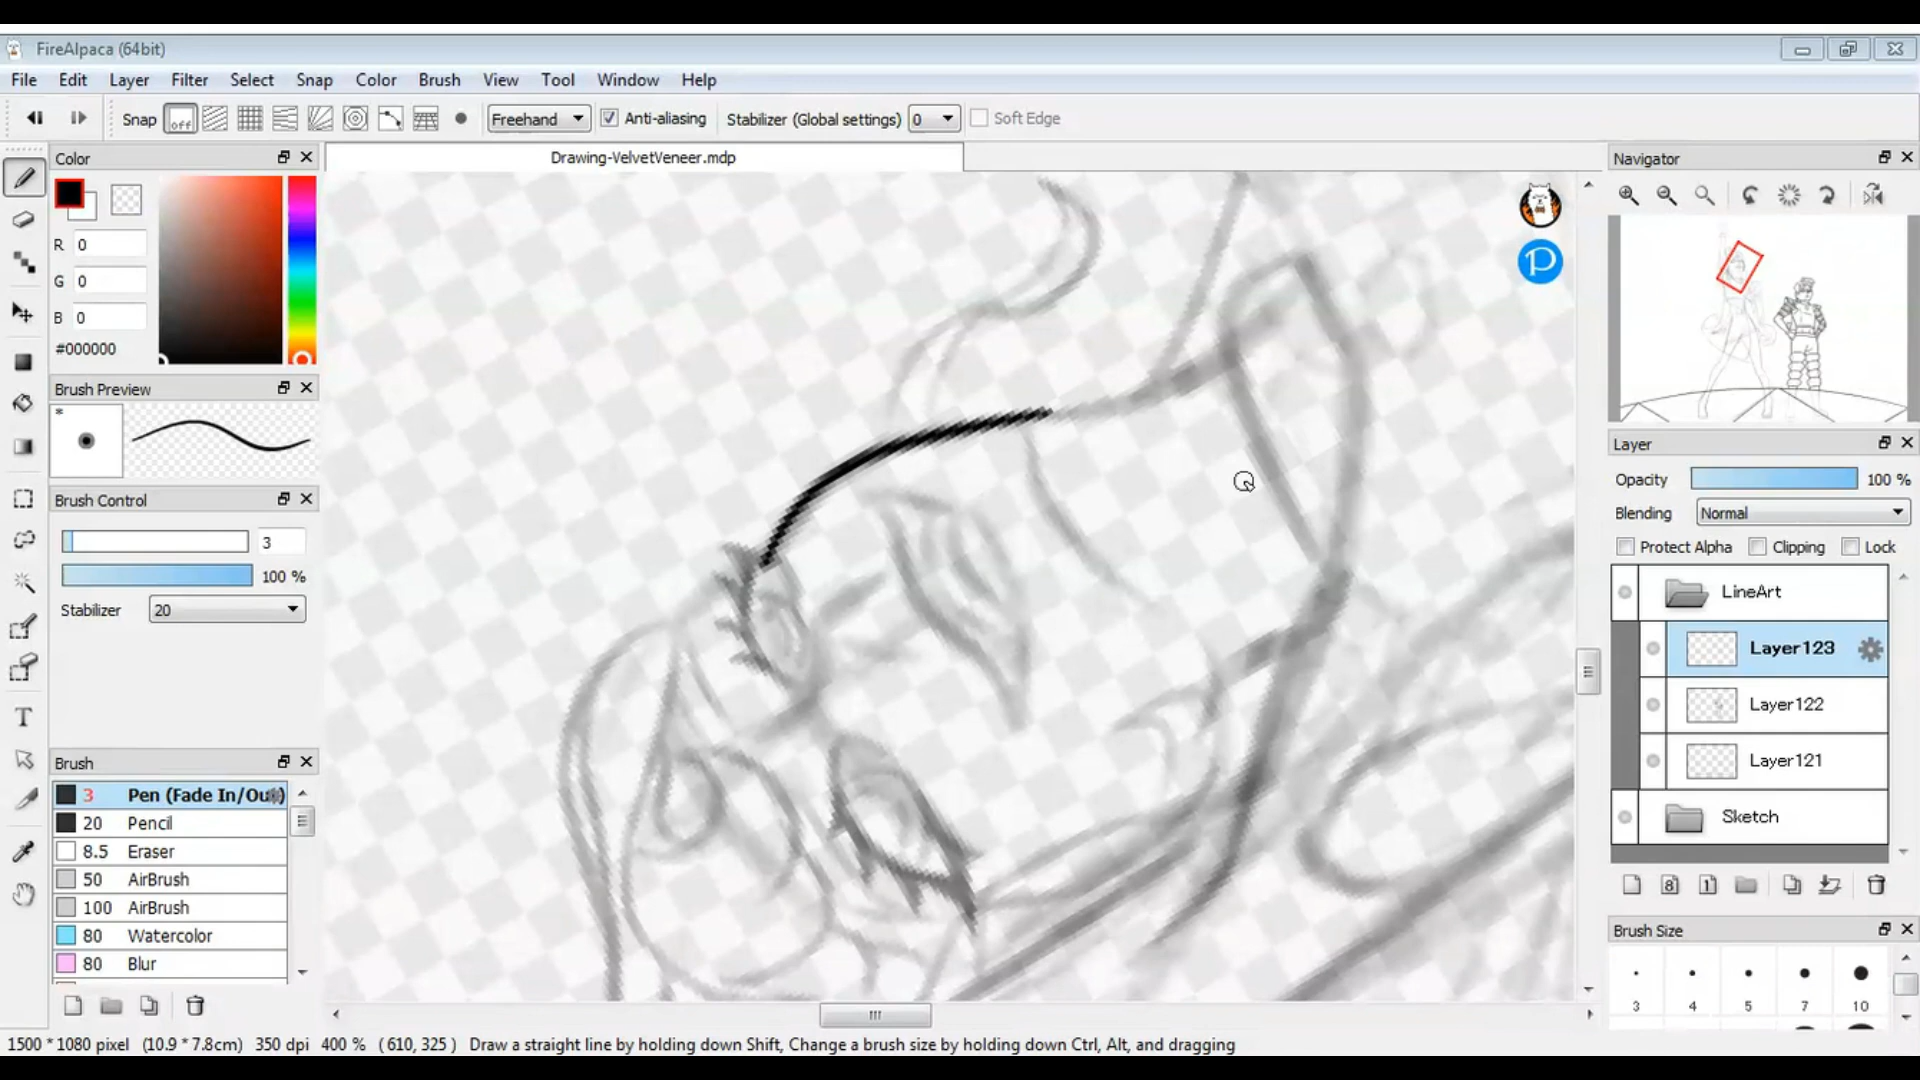 FireAlpaca (64bit)
File Edit Layer Filter Select Snap Color Brush View Tool Window Help
Snap off Freehand Anti-aliasing Stabilizer (Global settings) 0 Soft Edge
Color
R 0
G 0
B 0
#000000
Brush Preview
*
Brush Control
3
100 %
Stabilizer 20
Brush
3 Pen (Fade In/Out)
20 Pencil
8.5 Eraser
50 AirBrush
100 AirBrush
80 Watercolor
80 Blur
Drawing-VelvetVeneer.mdp
P
Navigator
Layer
Opacity 100 %
Blending Normal
Protect Alpha Clipping Lock
LineArt
Layer123
Layer122
Layer121
Sketch
8 1
Brush Size
3 4 5 7 10
T
1500 * 1080 pixel (10.9 * 7.8cm) 350 dpi 400 % ( 610, 325 ) Draw a straight line by holding down Shift, Change a brush size by holding down Ctrl, Alt, and dragging